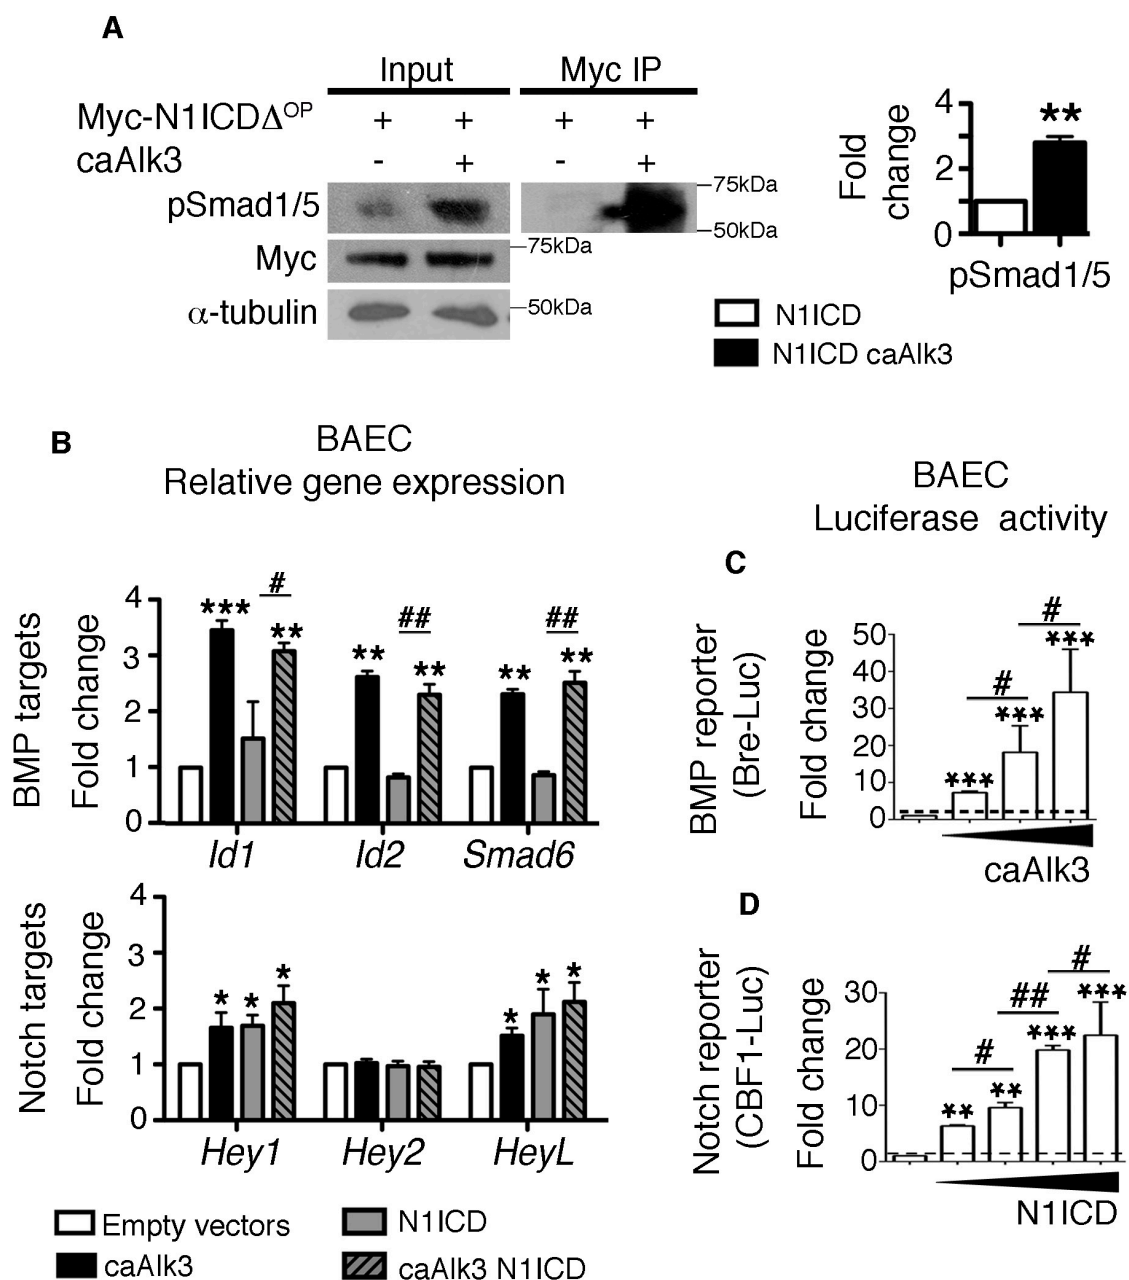 A
Input
Myc IP
Myc-N1ICDΔOP
+ + + +
caAlk3
- + - +
pSmad1/5
75kDa
50kDa
Myc
75kDa
α-tubulin
50kDa
Fold
change
4
2
0
**
pSmad1/5
N1ICD
N1ICD caAlk3
B
BAEC
Relative gene expression
BMP targets
Fold change
4
3
2
1
0
***
#
**
**
##
**
**
##
**
Id1
Id2
Smad6
Notch targets
Fold change
4
3
2
1
0
*
*
*
*
*
*
Hey1
Hey2
HeyL
Empty vectors
caAlk3
N1ICD
caAlk3 N1ICD
BAEC
Luciferase activity
C
BMP reporter
(Bre-Luc)
Fold change
50
40
30
20
10
0
***
#
***
#
***
caAlk3
D
Notch reporter
(CBF1-Luc)
Fold change
30
20
10
0
**
#
**
##
***
#
***
N1ICD